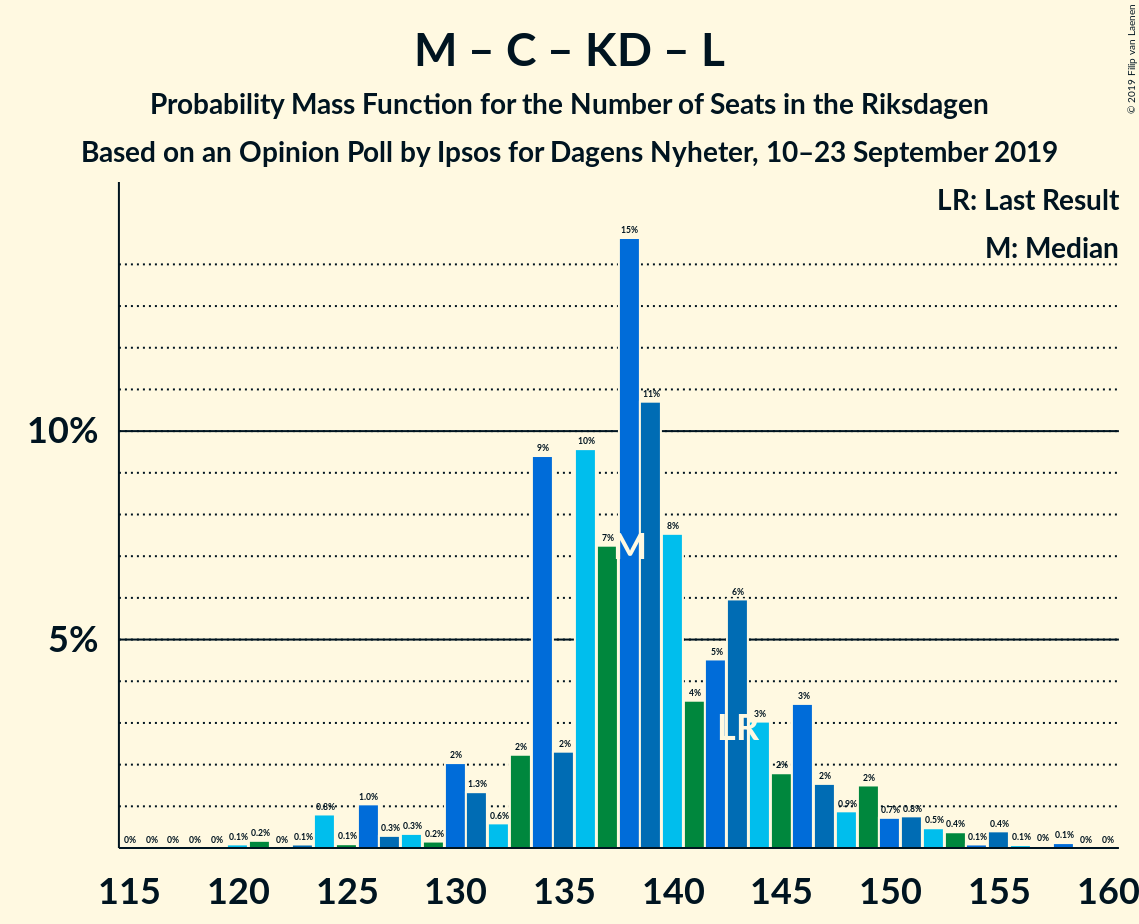 M – C – KD – L
Probability Mass Function for the Number of Seats in the Riksdagen
Based on an Opinion Poll by Ipsos for Dagens Nyheter, 10–23 September 2019
© 2019 Filip van Laenen
LR: Last Result
M: Median
10%
5%
0% 0% 0% 0% 0% 0.1% 0.2% 0% 0.1% 0.8% 0.1% 1.0% 0.3% 0.3% 0.2% 2% 1.3% 0.6% 2% 9% 2% 10% 7% 15% 11% 8% 4% 5% 6% 3% 2% 3% 2% 0.9% 2% 0.7% 0.8% 0.5% 0.4% 0.1% 0.4% 0.1% 0% 0.1% 0% 0%
M
LR
115 120 125 130 135 140 145 150 155 160